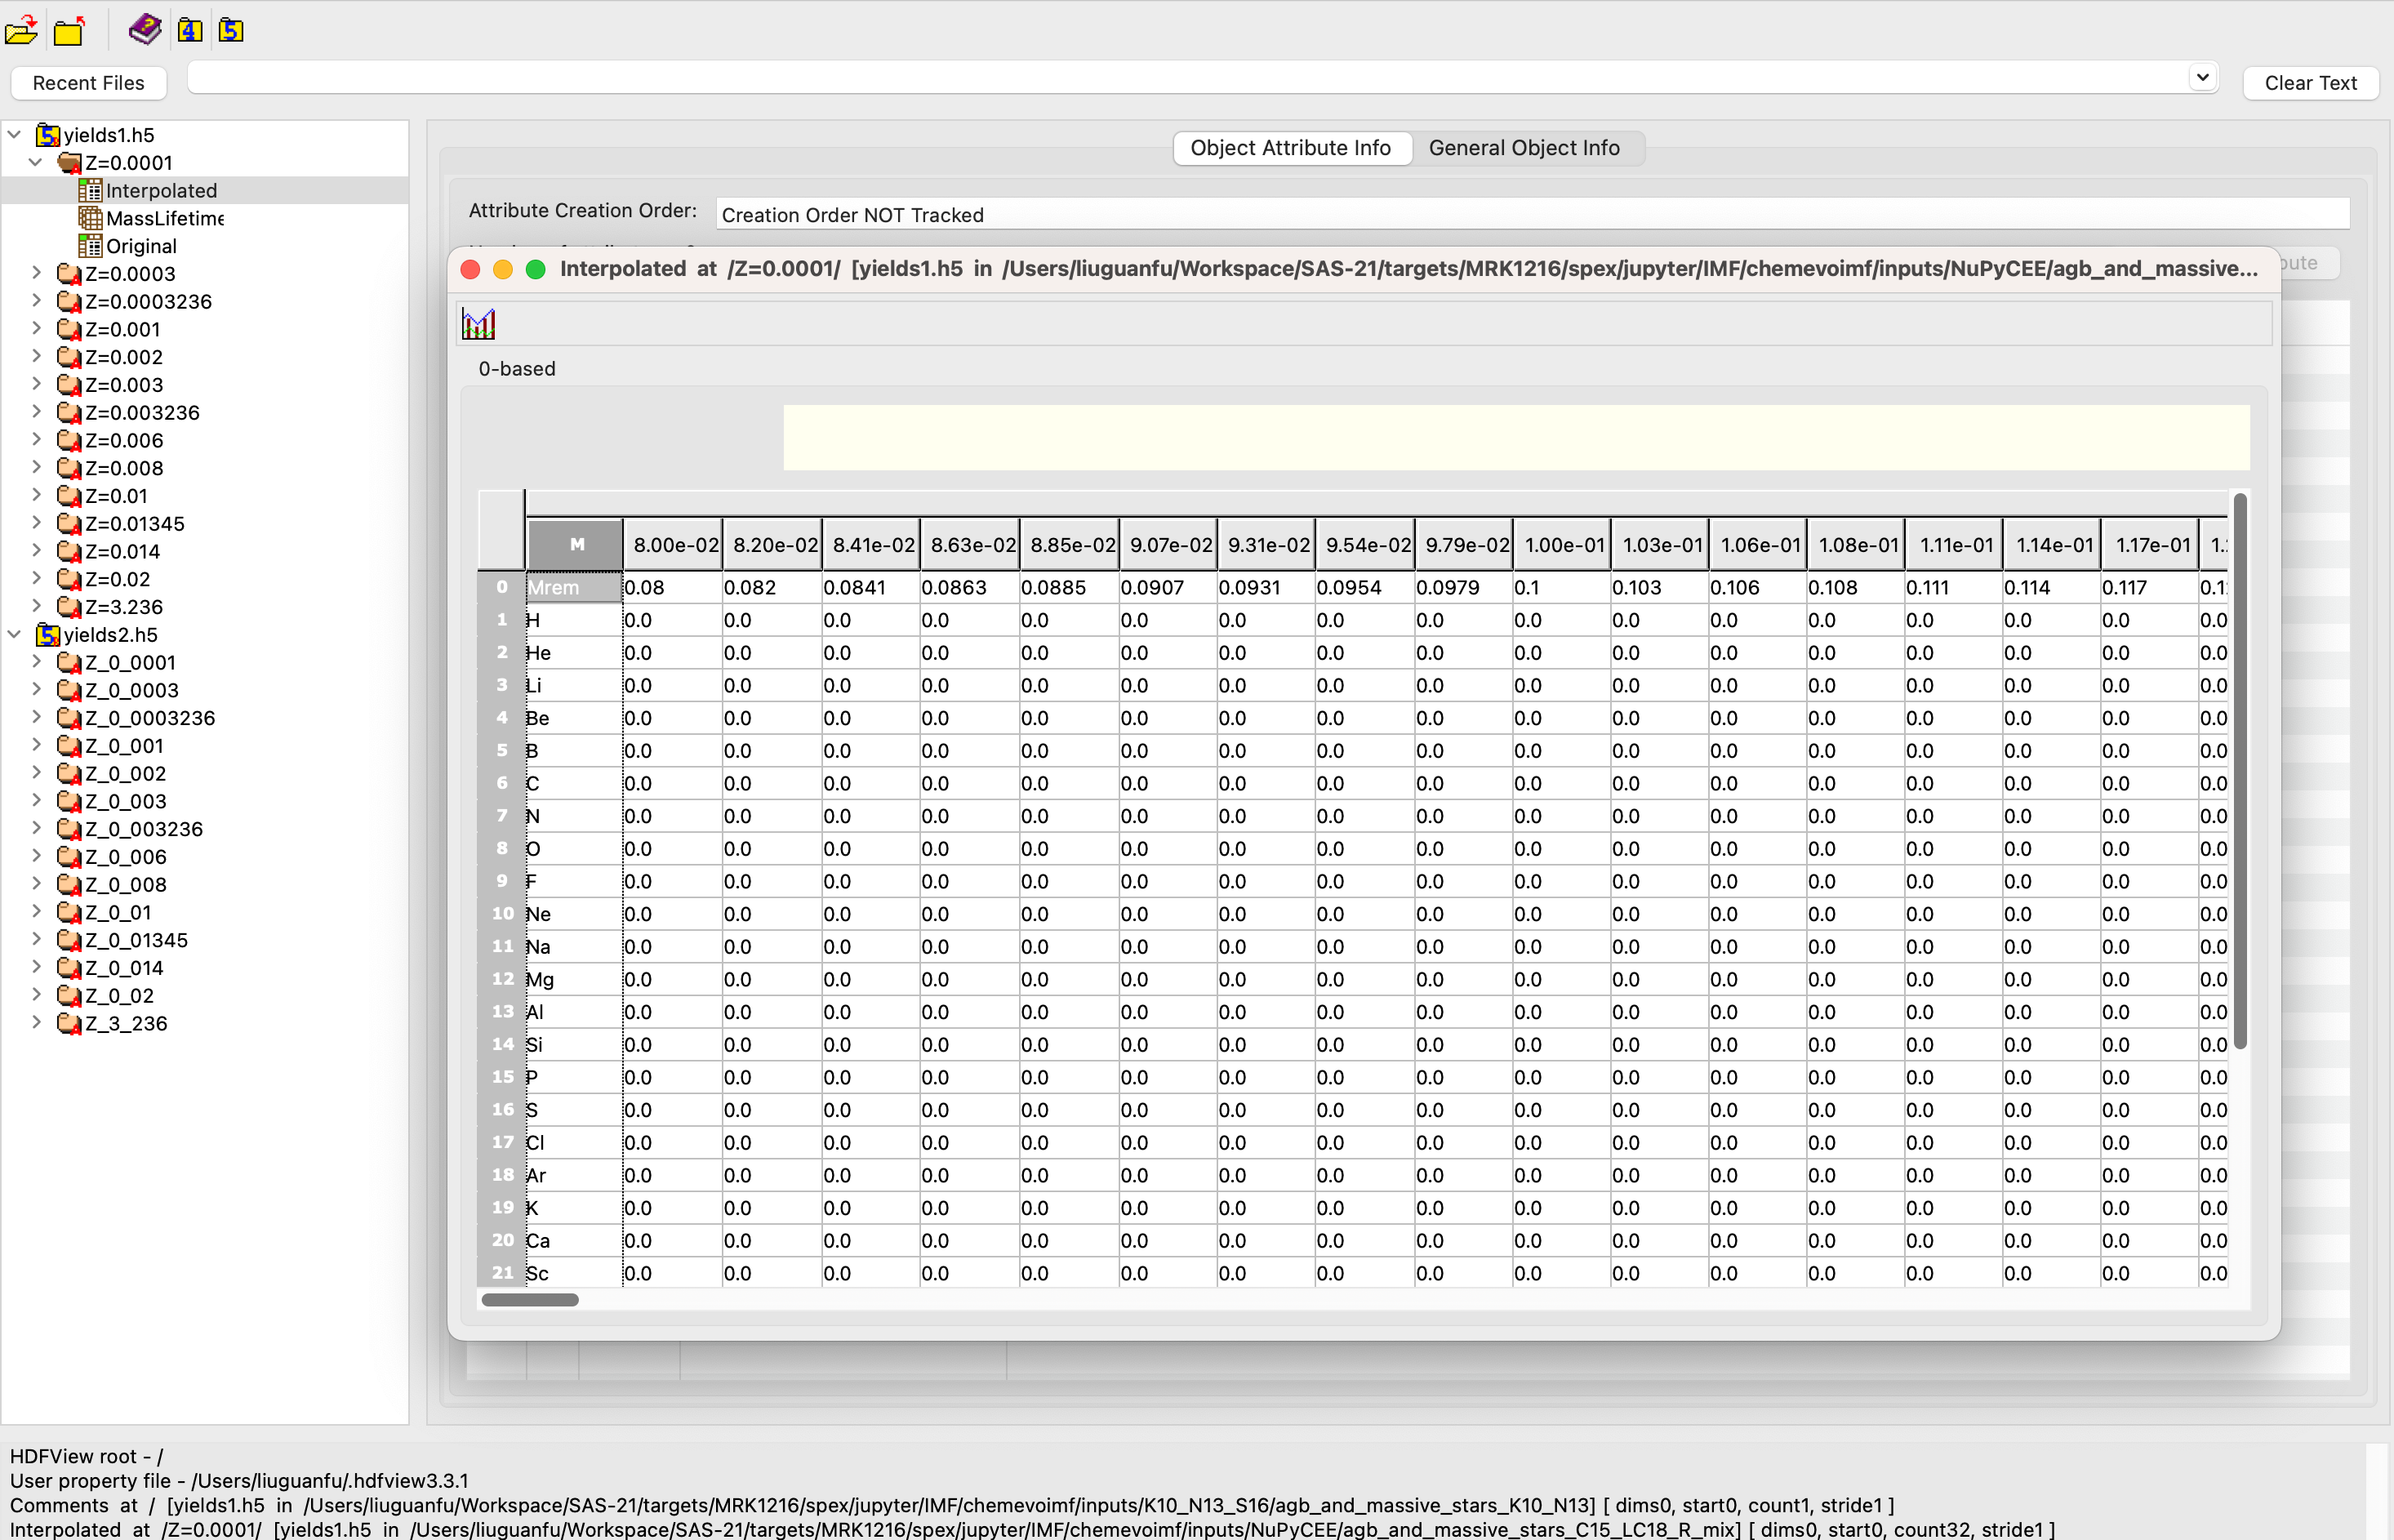 Recent Files
Clear Text
yields1.h5
Z=0.0001
Interpolated
MassLifetime
Original
Z=0.0003
Z=0.0003236
Z=0.001
Z=0.002
Z=0.003
Z=0.003236
Z=0.006
Z=0.008
Z=0.01
Z=0.01345
Z=0.014
Z=0.02
Z=3.236
yields2.h5
Z_0_0001
Z_0_0003
Z_0_0003236
Z_0_001
Z_0_002
Z_0_003
Z_0_003236
Z_0_006
Z_0_008
Z_0_01
Z_0_01345
Z_0_014
Z_0_02
Z_3_236
Object Attribute Info General Object Info
Attribute Creation Order: Creation Order NOT Tracked
Interpolated at /Z=0.0001/ [yields1.h5 in /Users/liuguanfu/Workspace/SAS-21/targets/MRK1216/spex/jupyter/IMF/chemevoimf/inputs/NuPyCEE/agb_and_massive...
0-based
M 8.00e-02 8.20e-02 8.41e-02 8.63e-02 8.85e-02 9.07e-02 9.31e-02 9.54e-02 9.79e-02 1.00e-01 1.03e-01 1.06e-01 1.08e-01 1.11e-01 1.14e-01 1.17e-01
0 Mrem 0.08 0.082 0.0841 0.0863 0.0885 0.0907 0.0931 0.0954 0.0979 0.1 0.103 0.106 0.108 0.111 0.114 0.117
1 H 0.0 0.0 0.0 0.0 0.0 0.0 0.0 0.0 0.0 0.0 0.0 0.0 0.0 0.0 0.0 0.0 0.0
2 He 0.0 0.0 0.0 0.0 0.0 0.0 0.0 0.0 0.0 0.0 0.0 0.0 0.0 0.0 0.0 0.0 0.0
3 Li 0.0 0.0 0.0 0.0 0.0 0.0 0.0 0.0 0.0 0.0 0.0 0.0 0.0 0.0 0.0 0.0 0.0
4 Be 0.0 0.0 0.0 0.0 0.0 0.0 0.0 0.0 0.0 0.0 0.0 0.0 0.0 0.0 0.0 0.0 0.0
5 B 0.0 0.0 0.0 0.0 0.0 0.0 0.0 0.0 0.0 0.0 0.0 0.0 0.0 0.0 0.0 0.0 0.0
6 C 0.0 0.0 0.0 0.0 0.0 0.0 0.0 0.0 0.0 0.0 0.0 0.0 0.0 0.0 0.0 0.0 0.0
7 N 0.0 0.0 0.0 0.0 0.0 0.0 0.0 0.0 0.0 0.0 0.0 0.0 0.0 0.0 0.0 0.0 0.0
8 O 0.0 0.0 0.0 0.0 0.0 0.0 0.0 0.0 0.0 0.0 0.0 0.0 0.0 0.0 0.0 0.0 0.0
9 F 0.0 0.0 0.0 0.0 0.0 0.0 0.0 0.0 0.0 0.0 0.0 0.0 0.0 0.0 0.0 0.0 0.0
10 Ne 0.0 0.0 0.0 0.0 0.0 0.0 0.0 0.0 0.0 0.0 0.0 0.0 0.0 0.0 0.0 0.0 0.0
11 Na 0.0 0.0 0.0 0.0 0.0 0.0 0.0 0.0 0.0 0.0 0.0 0.0 0.0 0.0 0.0 0.0 0.0
12 Mg 0.0 0.0 0.0 0.0 0.0 0.0 0.0 0.0 0.0 0.0 0.0 0.0 0.0 0.0 0.0 0.0 0.0
13 Al 0.0 0.0 0.0 0.0 0.0 0.0 0.0 0.0 0.0 0.0 0.0 0.0 0.0 0.0 0.0 0.0 0.0
14 Si 0.0 0.0 0.0 0.0 0.0 0.0 0.0 0.0 0.0 0.0 0.0 0.0 0.0 0.0 0.0 0.0 0.0
15 P 0.0 0.0 0.0 0.0 0.0 0.0 0.0 0.0 0.0 0.0 0.0 0.0 0.0 0.0 0.0 0.0 0.0
16 S 0.0 0.0 0.0 0.0 0.0 0.0 0.0 0.0 0.0 0.0 0.0 0.0 0.0 0.0 0.0 0.0 0.0
17 Cl 0.0 0.0 0.0 0.0 0.0 0.0 0.0 0.0 0.0 0.0 0.0 0.0 0.0 0.0 0.0 0.0 0.0
18 Ar 0.0 0.0 0.0 0.0 0.0 0.0 0.0 0.0 0.0 0.0 0.0 0.0 0.0 0.0 0.0 0.0 0.0
19 K 0.0 0.0 0.0 0.0 0.0 0.0 0.0 0.0 0.0 0.0 0.0 0.0 0.0 0.0 0.0 0.0 0.0
20 Ca 0.0 0.0 0.0 0.0 0.0 0.0 0.0 0.0 0.0 0.0 0.0 0.0 0.0 0.0 0.0 0.0 0.0
21 Sc 0.0 0.0 0.0 0.0 0.0 0.0 0.0 0.0 0.0 0.0 0.0 0.0 0.0 0.0 0.0 0.0 0.0
HDFView root - /
User property file - /Users/liuguanfu/.hdfview3.3.1
Comments at / [yields1.h5 in /Users/liuguanfu/Workspace/SAS-21/targets/MRK1216/spex/jupyter/IMF/chemevoimf/inputs/K10_N13_S16/agb_and_massive_stars_K10_N13] [ dims0, start0, count1, stride1 ]
Interpolated at /Z=0.0001/ [yields1.h5 in /Users/liuguanfu/Workspace/SAS-21/targets/MRK1216/spex/jupyter/IMF/chemevoimf/inputs/NuPyCEE/agb_and_massive_stars_C15_LC18_R_mix] [ dims0, start0, count32, stride1 ]